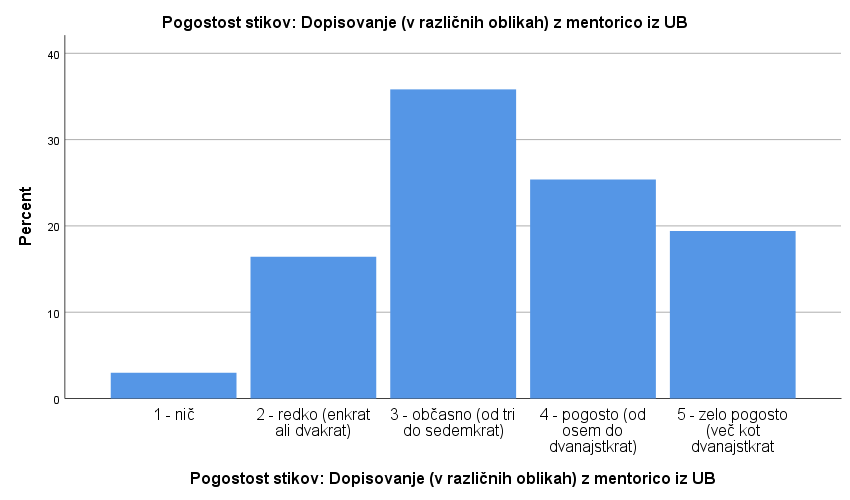 Pogostost stikov: Dopisovanje (v različnih oblikah) z mentorico iz UB
40
30
20
10
0
Percent
1 - nič
2 - redko (enkrat
ali dvakrat)
3 - občasno (od tri
do sedemkrat)
4 - pogosto (od
osem do
dvanajstkrat)
5 - zelo pogosto
(več kot
dvanajstkrat
Pogostost stikov: Dopisovanje (v različnih oblikah) z mentorico iz UB